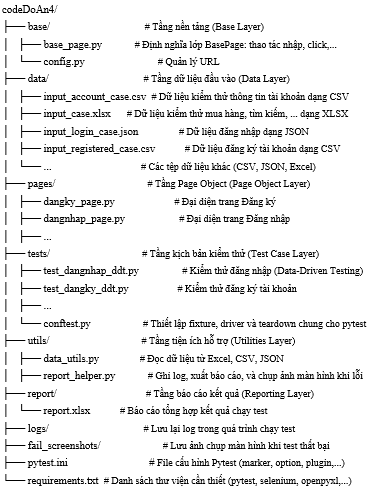 codeDoAn4/
├── base/ # Tầng nền tảng (Base Layer)
│ ├── base_page.py # Định nghĩa lớp BasePage: thao tác nhập, click,...
│ └── config.py # Quản lý URL
├── data/ # Tầng dữ liệu đầu vào (Data Layer)
│ ├── input_account_case.csv # Dữ liệu kiểm thử thông tin tài khoản dạng CSV
│ ├── input_case.xlsx # Dữ liệu kiểm thử mua hàng, tìm kiếm, ... dạng XLSX
│ ├── input_login_case.json # Dữ liệu đăng nhập dạng JSON
│ ├── input_registered_case.csv # Dữ liệu đăng ký tài khoản dạng CSV
│ └── ... # Các tệp dữ liệu khác (CSV, JSON, Excel)
├── pages/ # Tầng Page Object (Page Object Layer)
│ ├── dangky_page.py # Đại diện trang Đăng ký
│ ├── dangnhap_page.py # Đại diện trang Đăng nhập
│ ├── ...
├── tests/ # Tầng kịch bản kiểm thử (Test Case Layer)
│ ├── test_dangnhap_ddt.py # Kiểm thử đăng nhập (Data-Driven Testing)
│ ├── test_dangky_ddt.py # Kiểm thử đăng ký tài khoản
│ ├── ...
│ └── conftest.py # Thiết lập fixture, driver và teardown chung cho pytest
├── utils/ # Tầng tiện ích hỗ trợ (Utilities Layer)
│ ├── data_utils.py # Đọc dữ liệu từ Excel, CSV, JSON
│ ├── report_helper.py # Ghi log, xuất báo cáo, và chụp ảnh màn hình khi lỗi
├── report/ # Tầng báo cáo kết quả (Reporting Layer)
│ └── report.xlsx # Báo cáo tổng hợp kết quả chạy test
├── logs/ # Lưu lại log trong quá trình chạy test
├── fail_screenshots/ # Lưu ảnh chụp màn hình khi test thất bại
├── pytest.ini # File cấu hình Pytest (marker, option, plugin,...)
└── requirements.txt # Danh sách thư viện cần thiết (pytest, selenium, openpyxl,...)